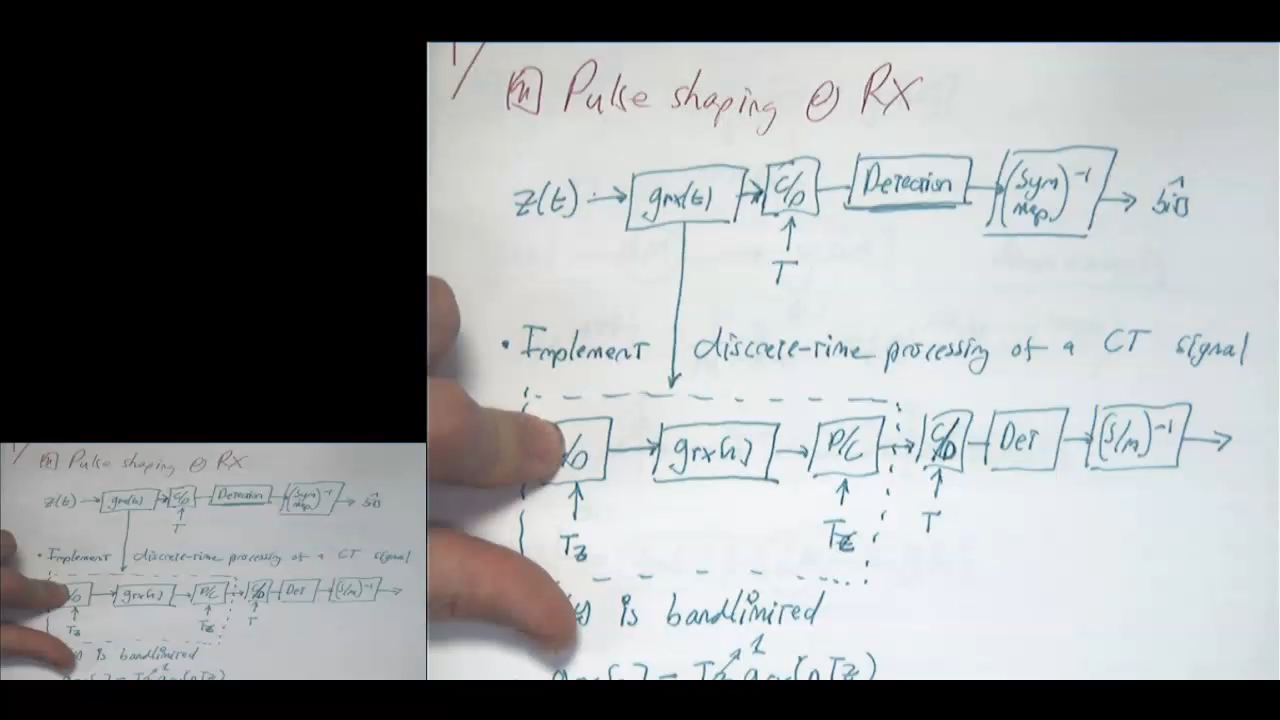 1/
Pulse shaping @ RX
z(t) → grx(t) → C/D → Detection → (Sym map)⁻¹ →
T
• Implement discrete-time processing of a CT signal
/D → grx[n] → D/C → C/D → Det → (S/m)⁻¹ →
Tz Tz T
is bandlimited